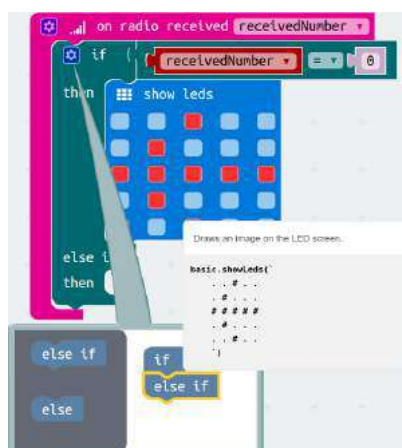 on radio received receivedNumber
if receivedNumber = 0
then show leds
Draws an image on the LED screen.
basic.showLeds(`
. . # . .
. # . . .
# # # # #
. # . . .
. . # . .
`)
else i
then
else if
if
else if
else